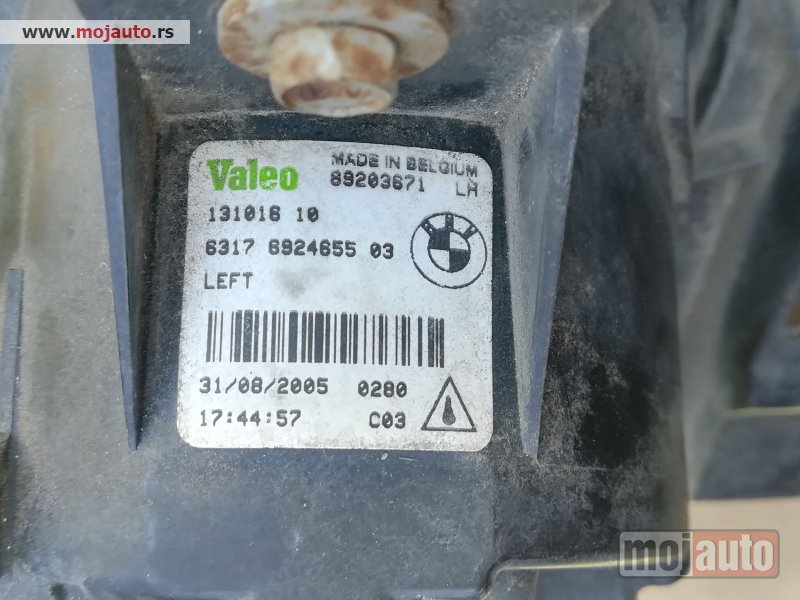 www.mojauto.rs
Valeo
MADE IN BELGIUM
89203671 LH
131016 10
6317 6924655 03
LEFT
31/08/2005 0280
17:44:57 C03
mojauto